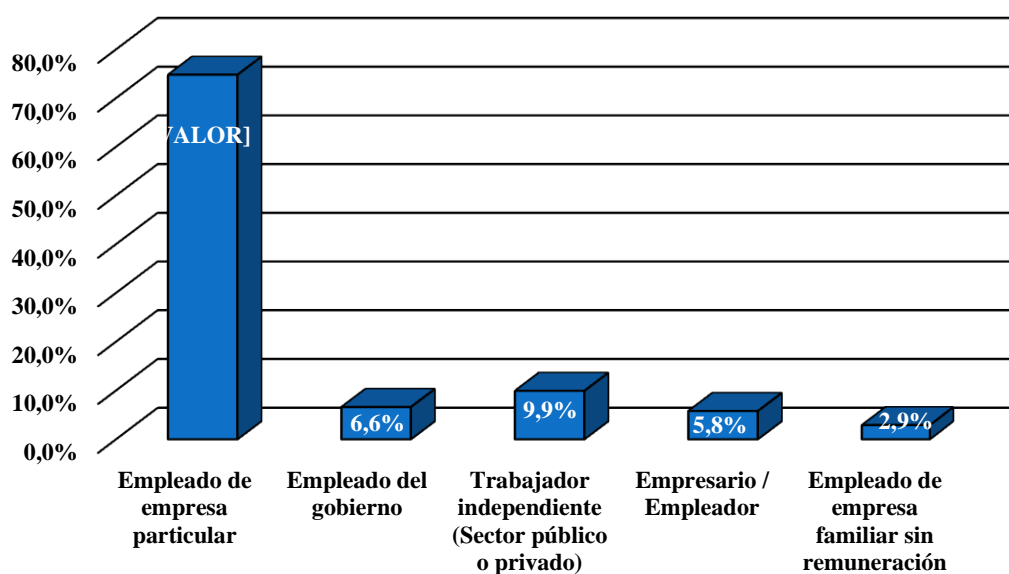 80,0%
70,0%
60,0%
50,0%
40,0%
30,0%
20,0%
10,0%
0,0%
VALOR]
6,6%
9,9%
5,8%
2,9%
Empleado de
empresa
particular
Empleado del
gobierno
Trabajador
independiente
(Sector público
o privado)
Empresario /
Empleador
Empleado de
empresa
familiar sin
remuneración